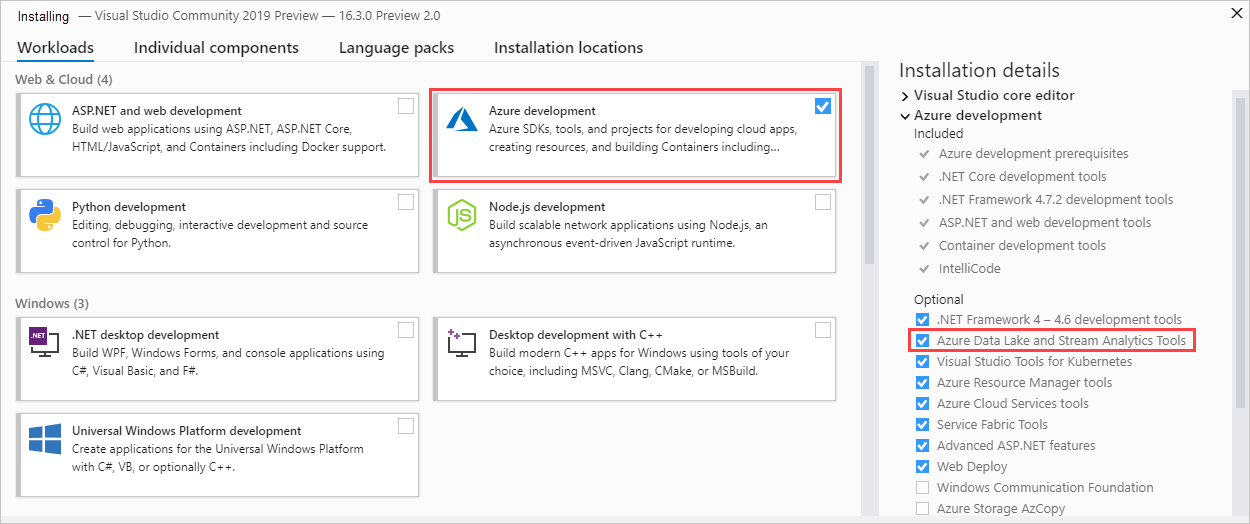 Installing — Visual Studio Community 2019 Preview — 16.3.0 Preview 2.0
Workloads Individual components Language packs Installation locations
Web & Cloud (4)
ASP.NET and web development
Build web applications using ASP.NET, ASP.NET Core,
HTML/JavaScript, and Containers including Docker support.
Azure development
Azure SDKs, tools, and projects for developing cloud apps,
creating resources, and building Containers including...
Python development
Editing, debugging, interactive development and source
control for Python.
Node.js development
Build scalable network applications using Node.js, an
asynchronous event-driven JavaScript runtime.
Windows (3)
.NET
.NET desktop development
Build WPF, Windows Forms, and console applications using
C#, Visual Basic, and F#.
Desktop development with C++
Build modern C++ apps for Windows using tools of your
choice, including MSVC, Clang, CMake, or MSBuild.
Universal Windows Platform development
Create applications for the Universal Windows Platform
with C#, VB, or optionally C++.
Installation details
Visual Studio core editor
Azure development
Included
Azure development prerequisites
.NET Core development tools
.NET Framework 4.7.2 development tools
ASP.NET and web development tools
Container development tools
IntelliCode
Optional
.NET Framework 4 – 4.6 development tools
Azure Data Lake and Stream Analytics Tools
Visual Studio Tools for Kubernetes
Azure Resource Manager tools
Azure Cloud Services tools
Service Fabric Tools
Advanced ASP.NET features
Web Deploy
Windows Communication Foundation
Azure Storage AzCopy